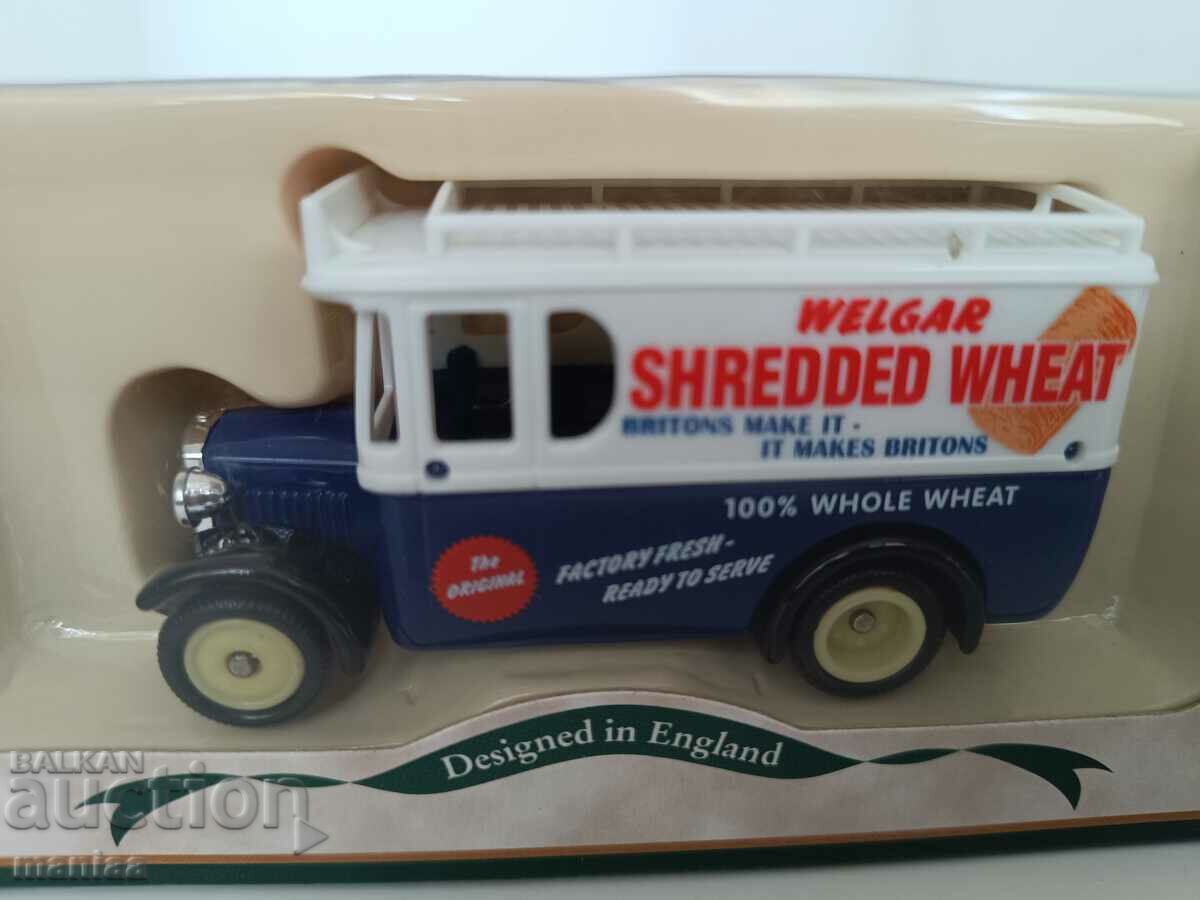 WELGAR
SHREDDED WHEAT
BRITONS MAKE IT -
IT MAKES BRITONS
100% WHOLE WHEAT
The
ORIGINAL
FACTORY FRESH -
READY TO SERVE
Designed in England
BALKAN
auction
maniaa